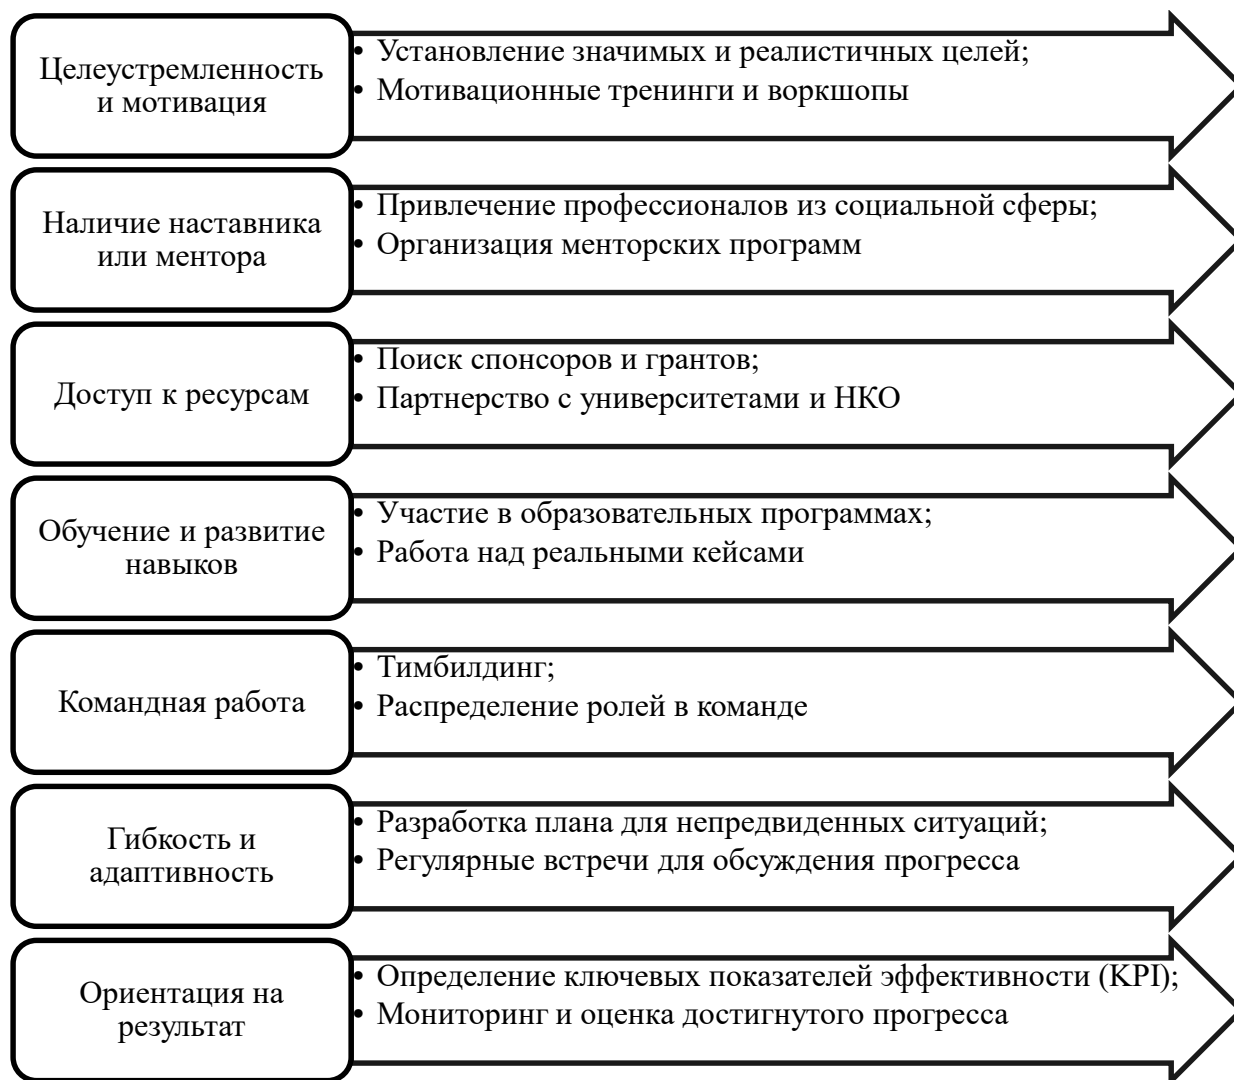 Целеустремленность
и мотивация
• Установление значимых и реалистичных целей;
• Мотивационные тренинги и воркшопы
Наличие наставника
или ментора
• Привлечение профессионалов из социальной сферы;
• Организация менторских программ
Доступ к ресурсам
• Поиск спонсоров и грантов;
• Партнерство с университетами и НКО
Обучение и развитие
навыков
• Участие в образовательных программах;
• Работа над реальными кейсами
Командная работа
• Тимбилдинг;
• Распределение ролей в команде
Гибкость и
адаптивность
• Разработка плана для непредвиденных ситуаций;
• Регулярные встречи для обсуждения прогресса
Ориентация на
результат
• Определение ключевых показателей эффективности (KPI);
• Мониторинг и оценка достигнутого прогресса